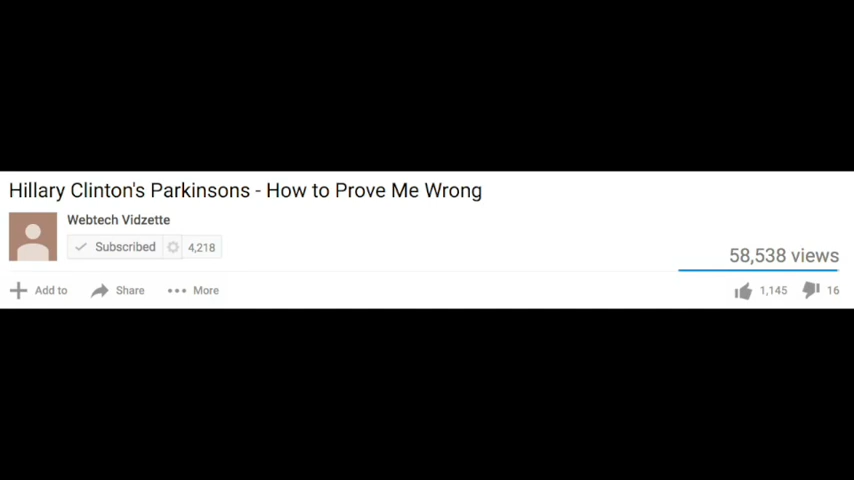 Hillary Clinton's Parkinsons - How to Prove Me Wrong
Webtech Vidzette
Subscribed 4,218
58,538 views
Add to Share More 1,145 16